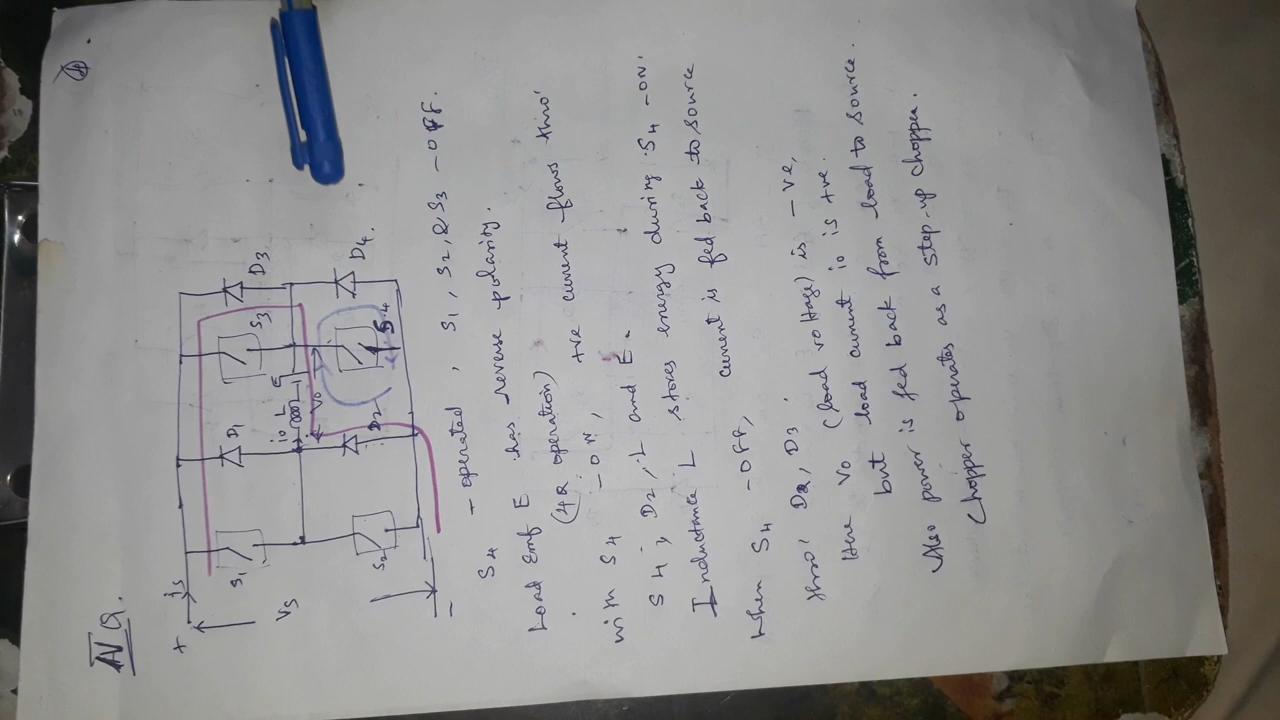 IV Q.
+
is
S1
D1
S3
D3
Vs
io
L
E
Vo
S2
D2
S4
D4.
-
S4 - operated, S1, S2, & S3 - OFF.
Load Emf E has reverse polarity.
(4Q operation)
with S4 - ON, +ve current flows thro'
S4, D2, L and E.
Inductance L stores energy during S4 - ON.
When S4 - OFF, current is fed back to source
thro' D2, D3.
Here Vo (load voltage) is -ve,
but load current io is +ve.
Also power is fed back from load to source.
Chopper operates as a step-up chopper.